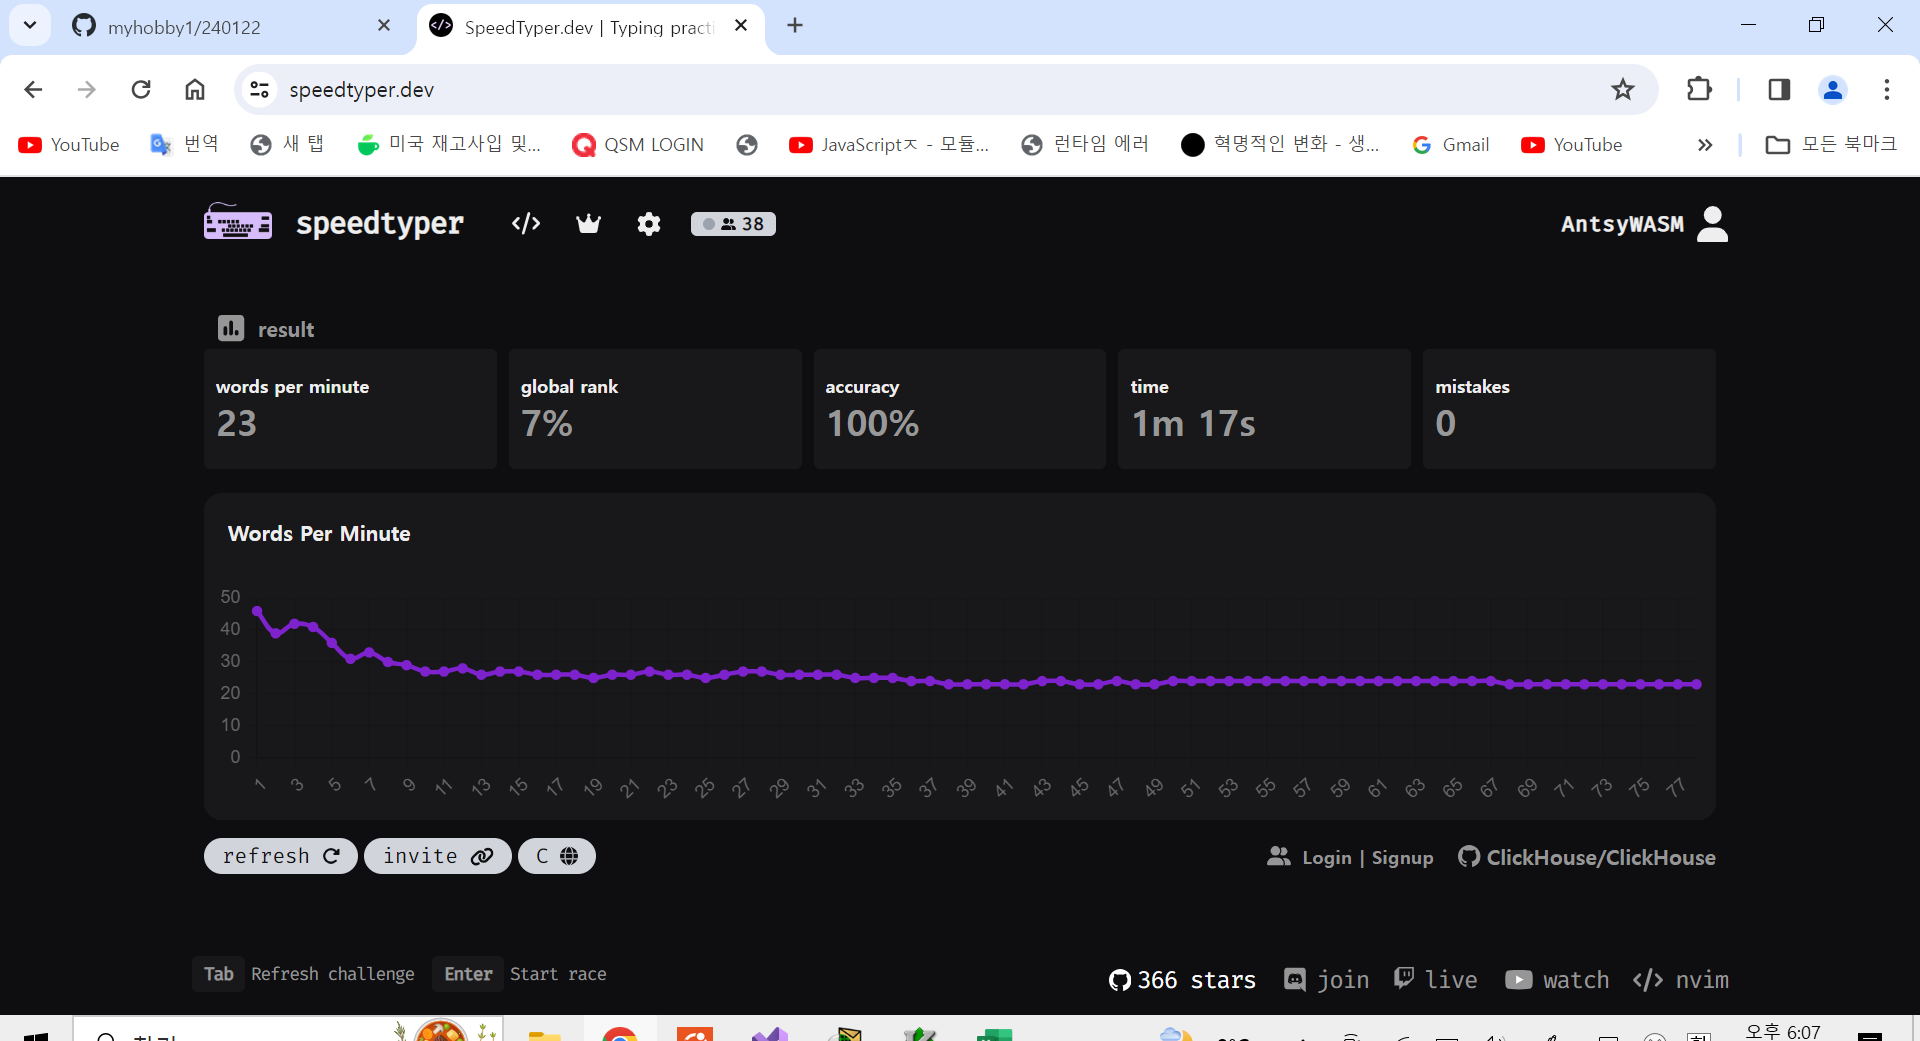 myhobby1/240122
SpeedTyper.dev | Typing practi
speedtyper.dev
YouTube 번역 새 탭 미국 재고사입 및... QSM LOGIN JavaScriptㅈ - 모듈... 런타임 에러 혁명적인 변화 - 생... Gmail YouTube » 모든 북마크
speedtyper </> 38 AntsyWASM
result
words per minute
23
global rank
7%
accuracy
100%
time
1m 17s
mistakes
0
Words Per Minute
50
40
30
20
10
0
1 3 5 7 9 11 13 15 17 19 21 23 25 27 29 31 33 35 37 39 41 43 45 47 49 51 53 55 57 59 61 63 65 67 69 71 73 75 77
refresh invite C Login | Signup ClickHouse/ClickHouse
Tab Refresh challenge Enter Start race
366 stars join live watch </> nvim
오후 6:07